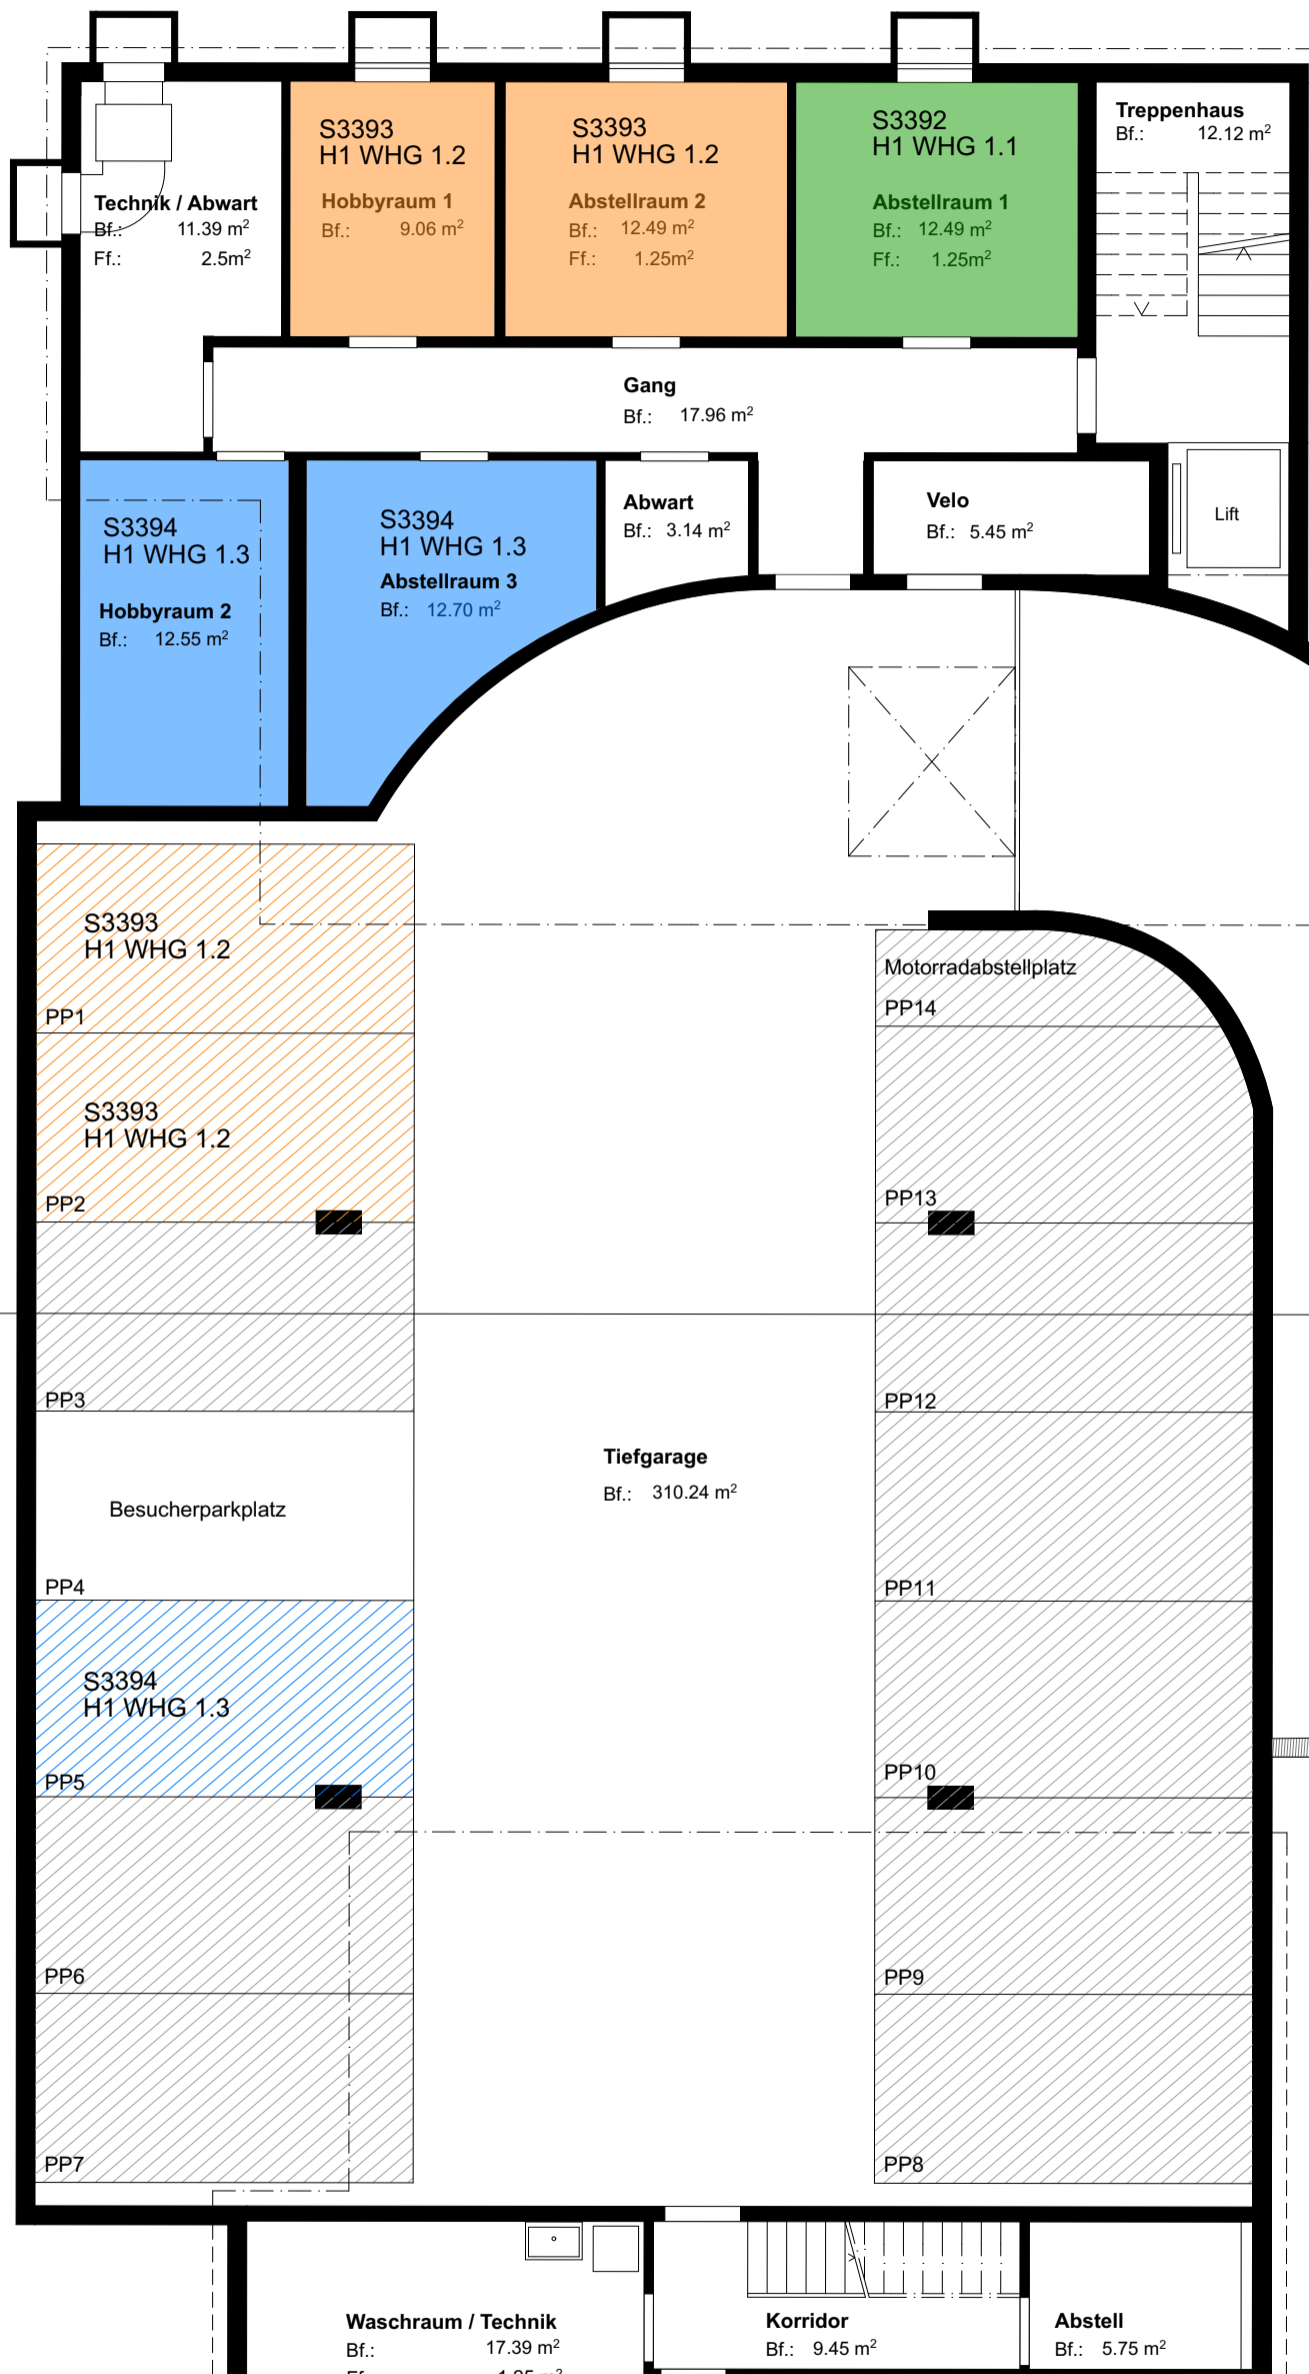 S3393
H1 WHG 1.2
Hobbyraum 1
Bf.: 9.06 m²
S3393
H1 WHG 1.2
Abstellraum 2
Bf.: 12.49 m²
Ff.: 1.25m²
S3392
H1 WHG 1.1
Abstellraum 1
Bf.: 12.49 m²
Ff.: 1.25m²
Treppenhaus
Bf.: 12.12 m²
Technik / Abwart
Bf.: 11.39 m²
Ff.: 2.5m²
Gang
Bf.: 17.96 m²
S3394
H1 WHG 1.3
Hobbyraum 2
Bf.: 12.55 m²
S3394
H1 WHG 1.3
Abstellraum 3
Bf.: 12.70 m²
Abwart
Bf.: 3.14 m²
Velo
Bf.: 5.45 m²
Lift
S3393
H1 WHG 1.2
PP1
S3393
H1 WHG 1.2
PP2
PP3
Besucherparkplatz
PP4
S3394
H1 WHG 1.3
PP5
PP6
PP7
Tiefgarage
Bf.: 310.24 m²
Motorradabstellplatz
PP14
PP13
PP12
PP11
PP10
PP9
PP8
Waschraum / Technik
Bf.: 17.39 m²
Korridor
Bf.: 9.45 m²
Abstell
Bf.: 5.75 m²